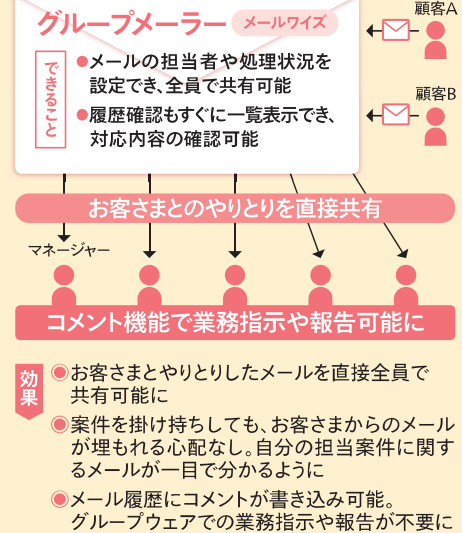 グループメーラー メールワイズ
顧客A
顧客B
できること
●メールの担当者や処理状況を
設定でき、全員で共有可能
●履歴確認もすぐに一覧表示でき、
対応内容の確認可能
お客さまとのやりとりを直接共有
マネージャー
コメント機能で業務指示や報告可能に
効果
◉お客さまとやりとりしたメールを直接全員で
共有可能に
◉案件を掛け持ちしても、お客さまからのメール
が埋もれる心配なし。自分の担当案件に関す
るメールが一目で分かるように
◉メール履歴にコメントが書き込み可能。
グループウェアでの業務指示や報告が不要に